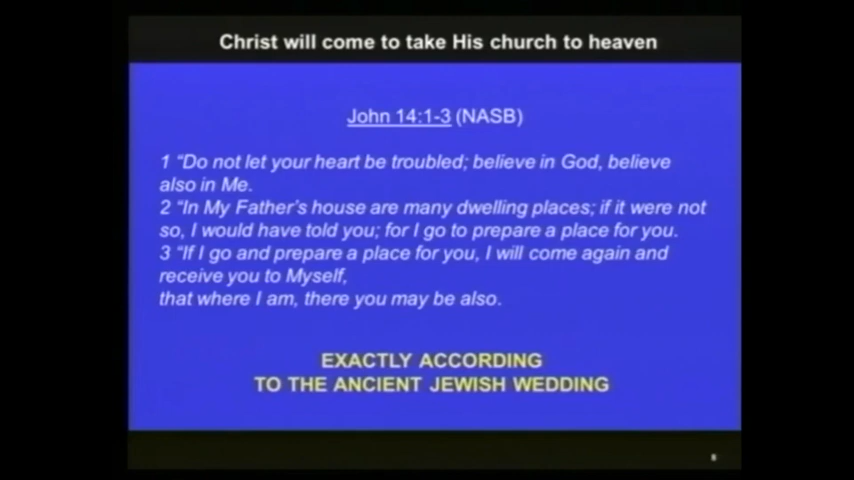 Christ will come to take His church to heaven
John 14:1-3 (NASB)
1 “Do not let your heart be troubled; believe in God, believe
also in Me.
2 “In My Father’s house are many dwelling places; if it were not
so, I would have told you; for I go to prepare a place for you.
3 “If I go and prepare a place for you, I will come again and
receive you to Myself,
that where I am, there you may be also.
EXACTLY ACCORDING
TO THE ANCIENT JEWISH WEDDING